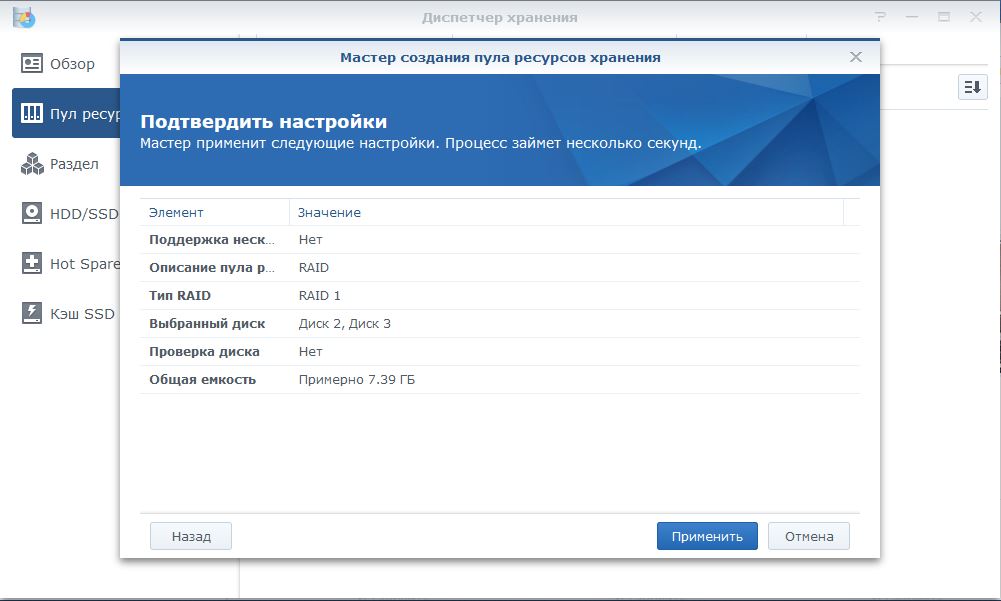 Диспетчер хранения
Обзор
Пул ресур
Раздел
HDD/SSD
Hot Spare
Кэш SSD
Мастер создания пула ресурсов хранения
Подтвердить настройки
Мастер применит следующие настройки. Процесс займет несколько секунд.
Элемент Значение
Поддержка неск... Нет
Описание пула р... RAID
Тип RAID RAID 1
Выбранный диск Диск 2, Диск 3
Проверка диска Нет
Общая емкость Примерно 7.39 ГБ
Назад Применить Отмена